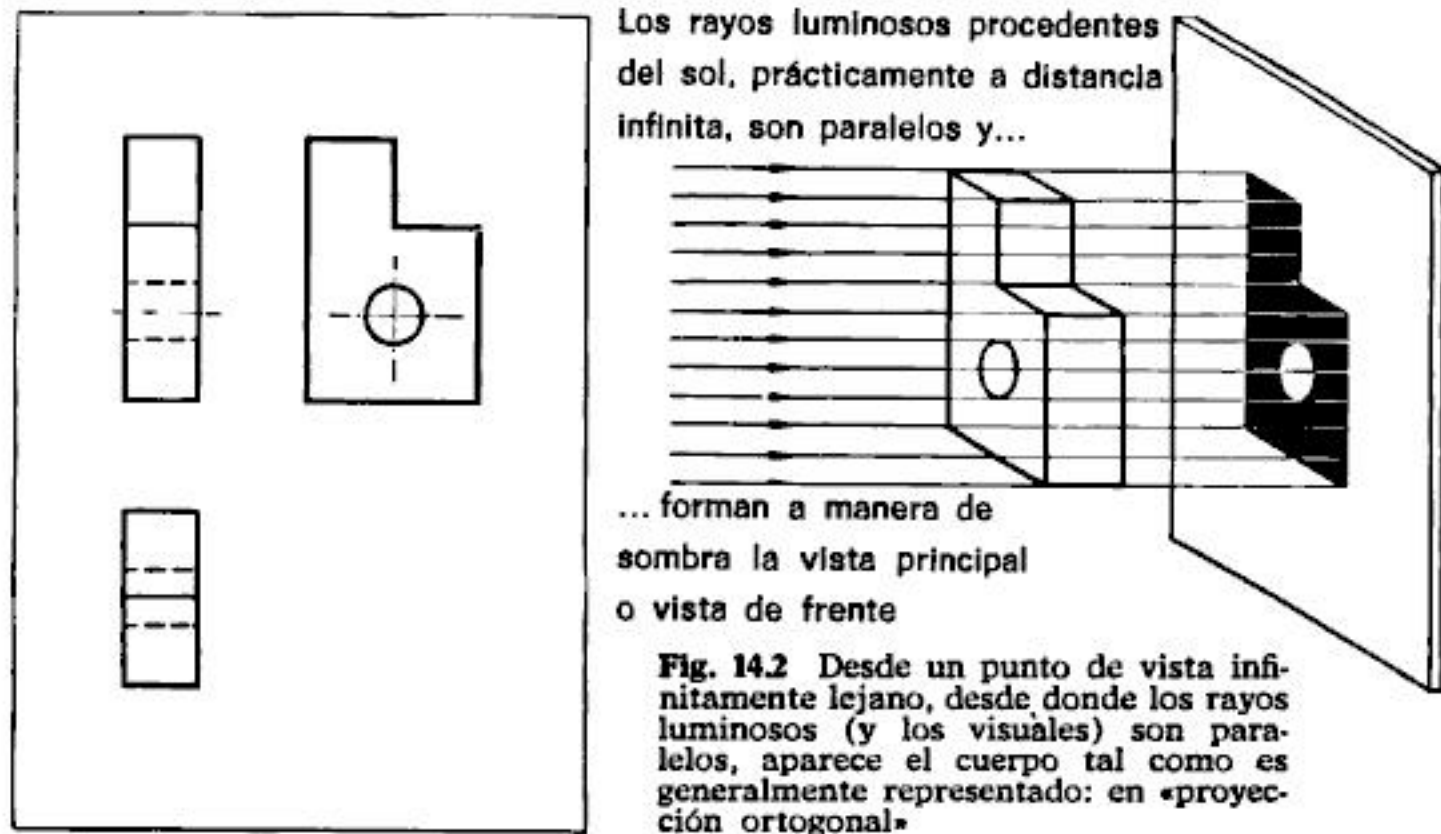 Los rayos luminosos procedentes
del sol, prácticamente a distancia
infinita, son paralelos y...
... forman a manera de
sombra la vista principal
o vista de frente
Fig. 14.2 Desde un punto de vista infi-
nitamente lejano, desde donde los rayos
luminosos (y los visuales) son para-
lelos, aparece el cuerpo tal como es
generalmente representado: en «proyec-
ción ortogonal»